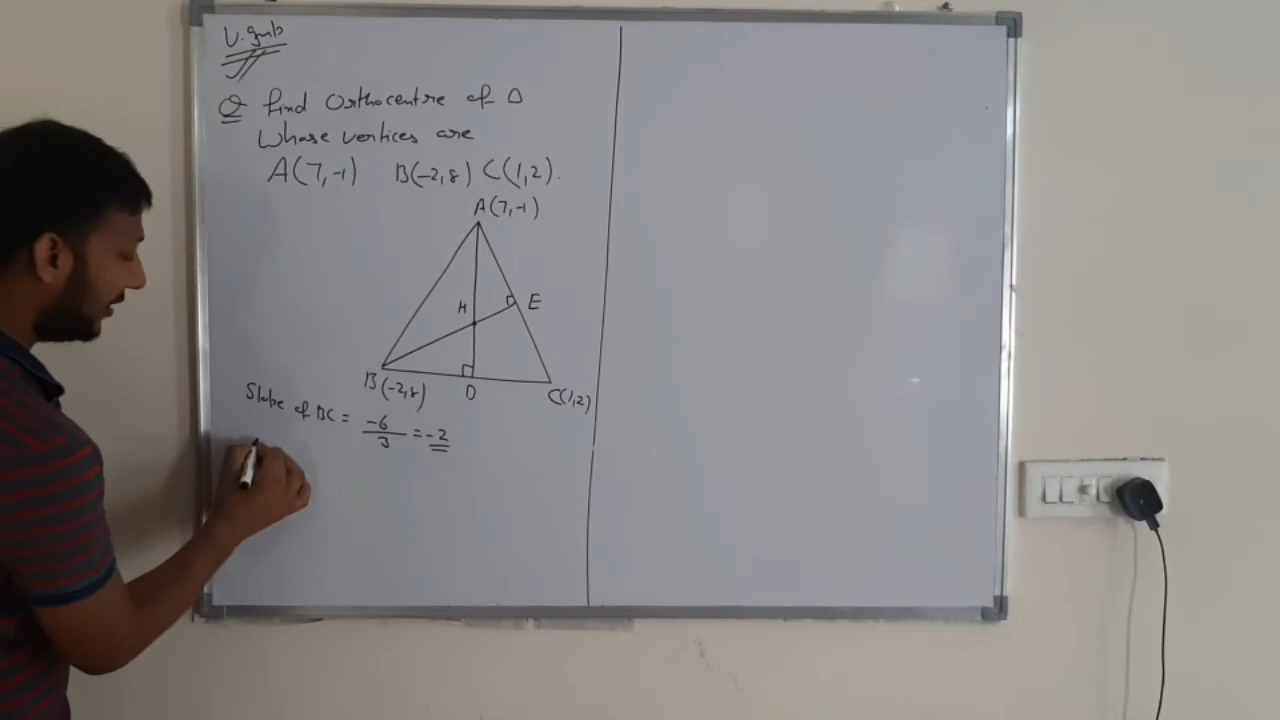 V. Imp
Q find Orthocentre of Δ
Whose vertices are
A(7,-1) B(-2,8) C(1,2).
A(7,-1)
H
E
B(-2,8)
D
C(1,2)
Slope of BC = -6/3 = -2